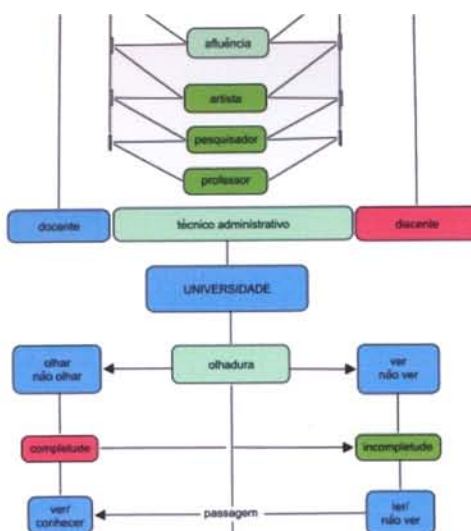 afluência
artista
pesquisador
professor
docente
técnico administrativo
discente
UNIVERSIDADE
olhar
não olhar
olhadura
ver
não ver
completude
incompletude
ver/
conhecer
passagem
ler/
não ver